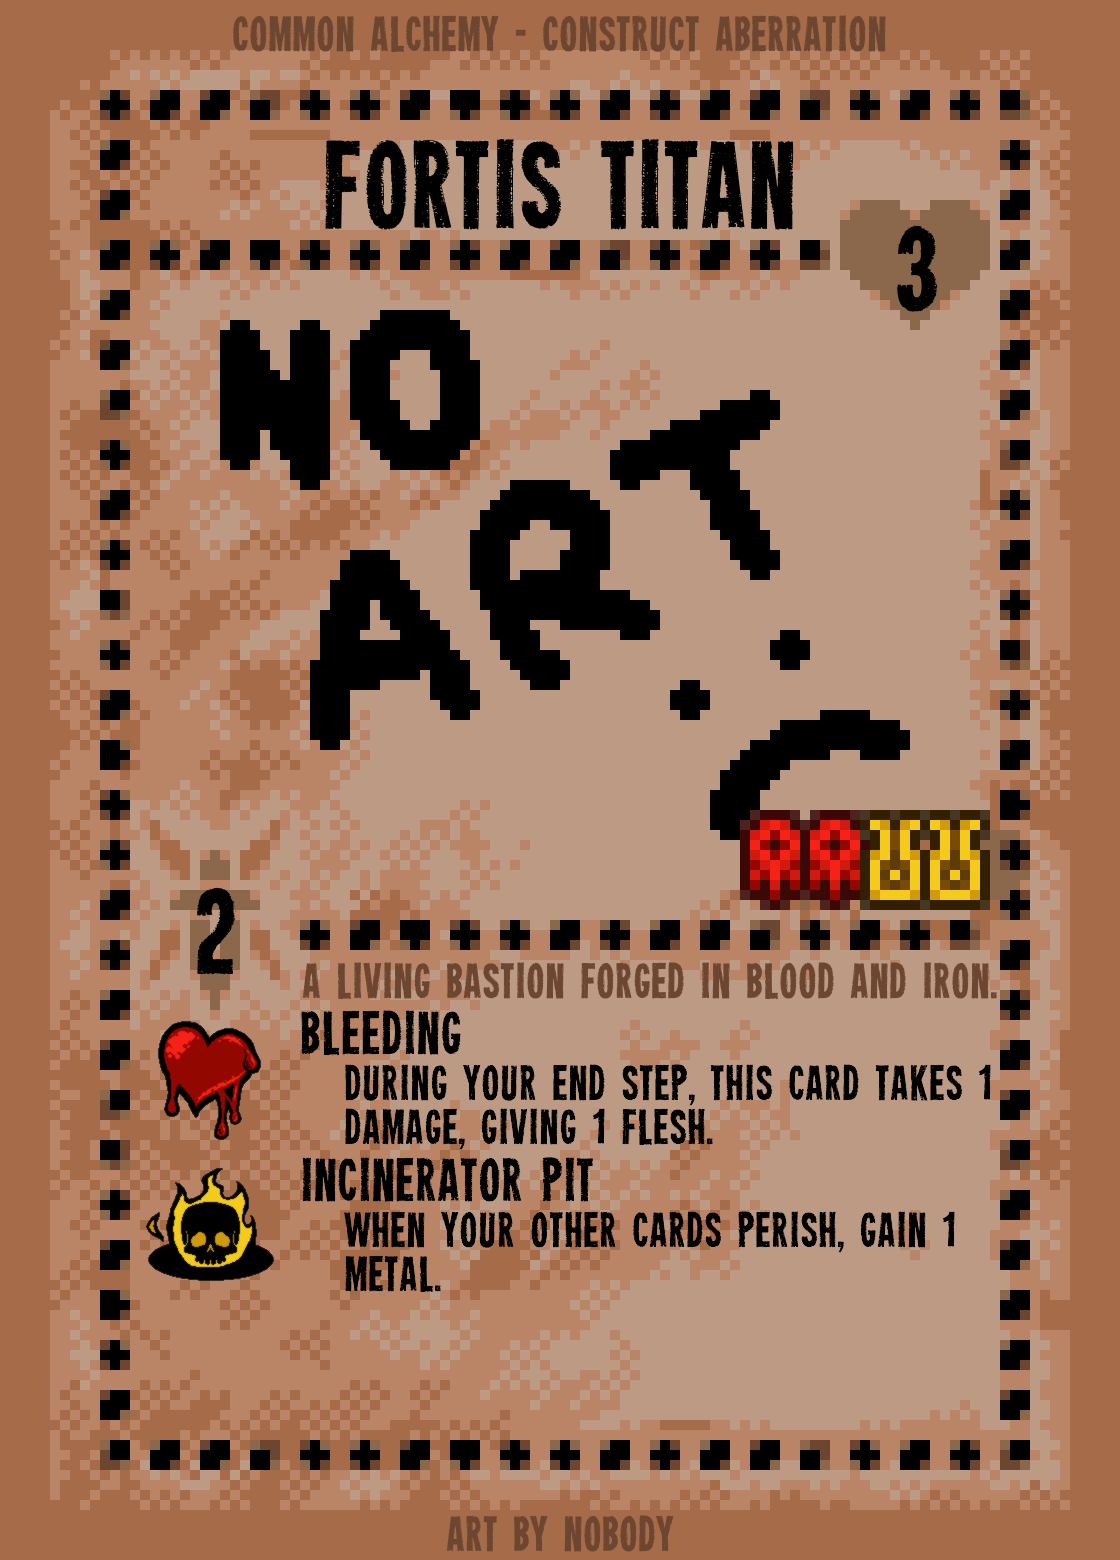 COMMON ALCHEMY - CONSTRUCT ABERRATION
FORTIS TITAN
3
NO
ART
:(
2
A LIVING BASTION FORGED IN BLOOD AND IRON.
BLEEDING
DURING YOUR END STEP, THIS CARD TAKES 1
DAMAGE, GIVING 1 FLESH.
INCINERATOR PIT
WHEN YOUR OTHER CARDS PERISH, GAIN 1
METAL.
ART BY NOBODY